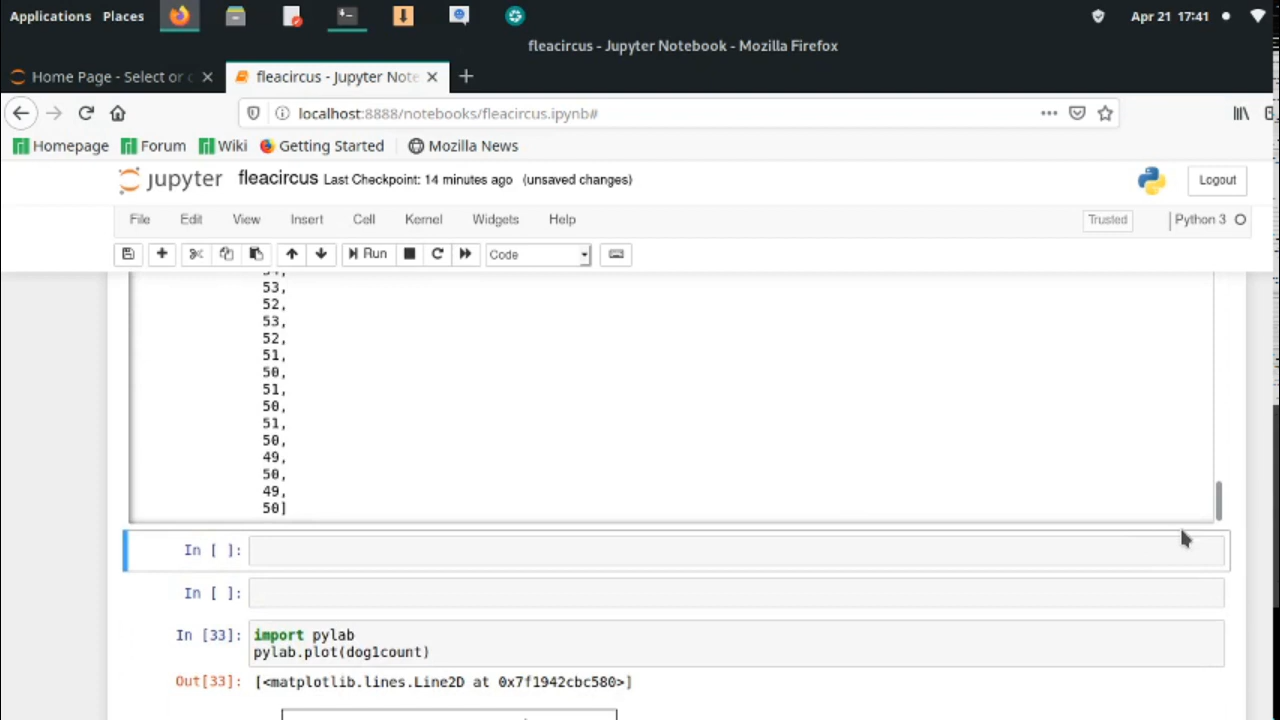 Applications Places Apr 21 17:41
fleacircus - Jupyter Notebook - Mozilla Firefox
Home Page - Select or c fleacircus - Jupyter Note
localhost:8888/notebooks/fleacircus.ipynb#
Homepage Forum Wiki Getting Started Mozilla News
jupyter fleacircus Last Checkpoint: 14 minutes ago (unsaved changes) Logout
File Edit View Insert Cell Kernel Widgets Help Trusted Python 3
Run Code
53,
52,
53,
52,
51,
50,
51,
50,
51,
50,
49,
50,
49,
50]
In [ ]:
In [ ]:
In [33]: import pylab
pylab.plot(dog1count)
Out[33]: [<matplotlib.lines.Line2D at 0x7f1942cbc580>]